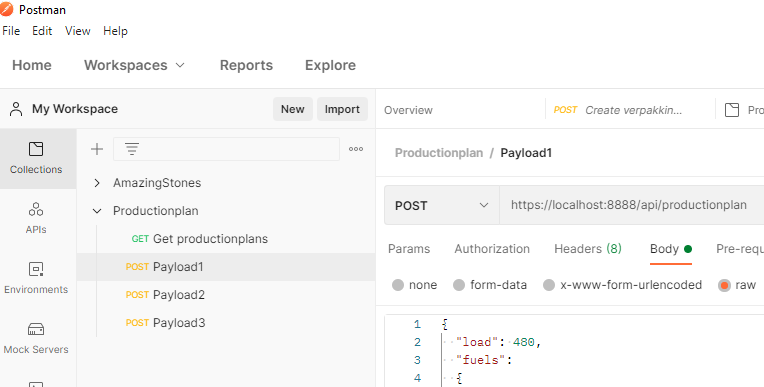 Postman
File Edit View Help
Home Workspaces Reports Explore
My Workspace New Import
Overview POST Create verpakkin... Pro
Collections
APIs
Environments
Mock Servers
AmazingStones
Productionplan
GET Get productionplans
POST Payload1
POST Payload2
POST Payload3
Productionplan / Payload1
POST https://localhost:8888/api/productionplan
Params Authorization Headers (8) Body Pre-requ
none form-data x-www-form-urlencoded raw
1 {
2 "load": 480,
3 "fuels":
4 {